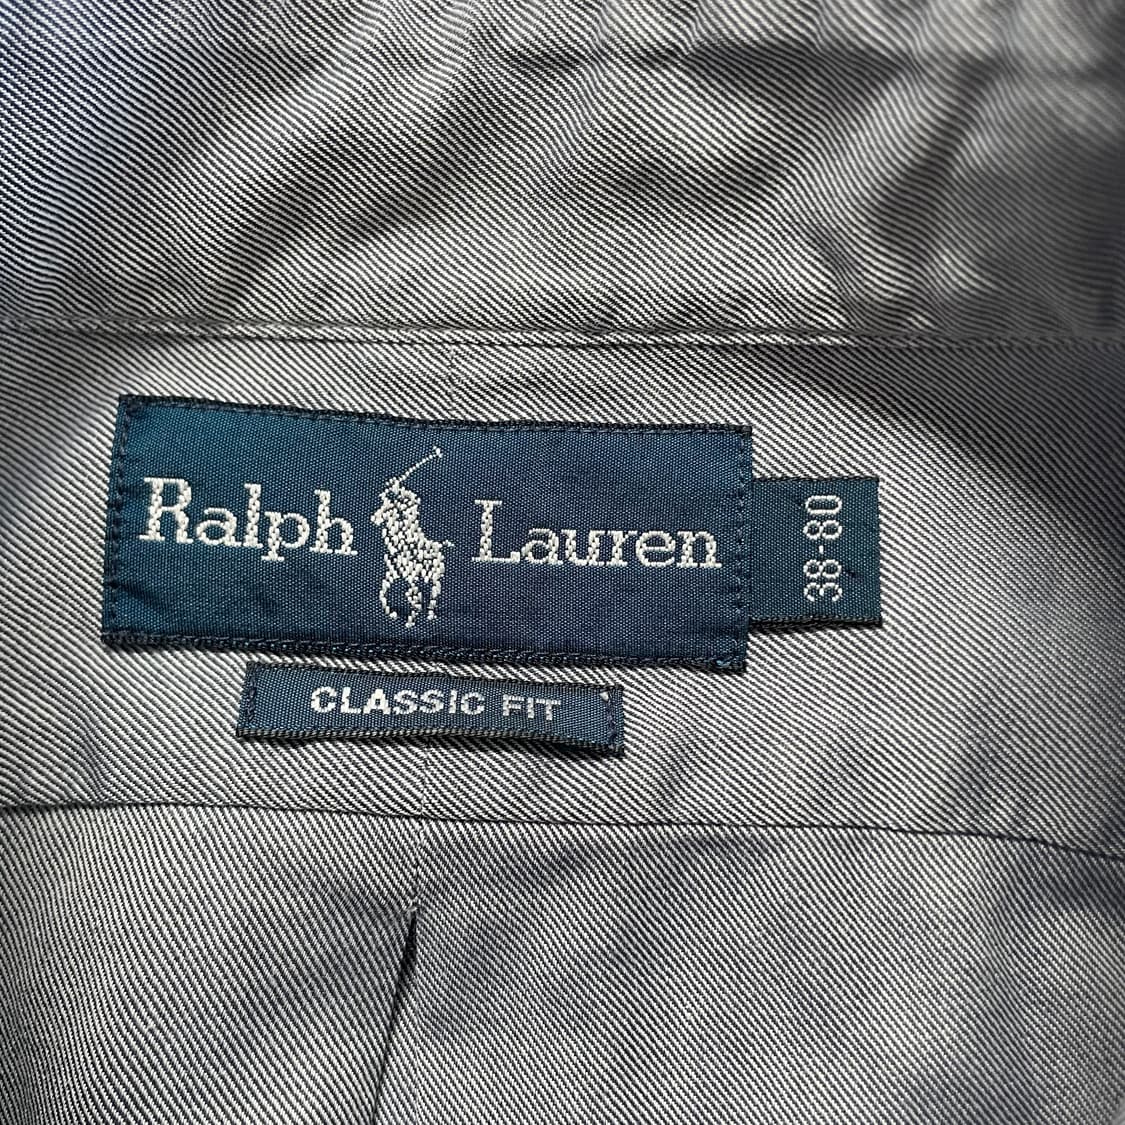 Ralph Lauren
38-80
CLASSIC FIT